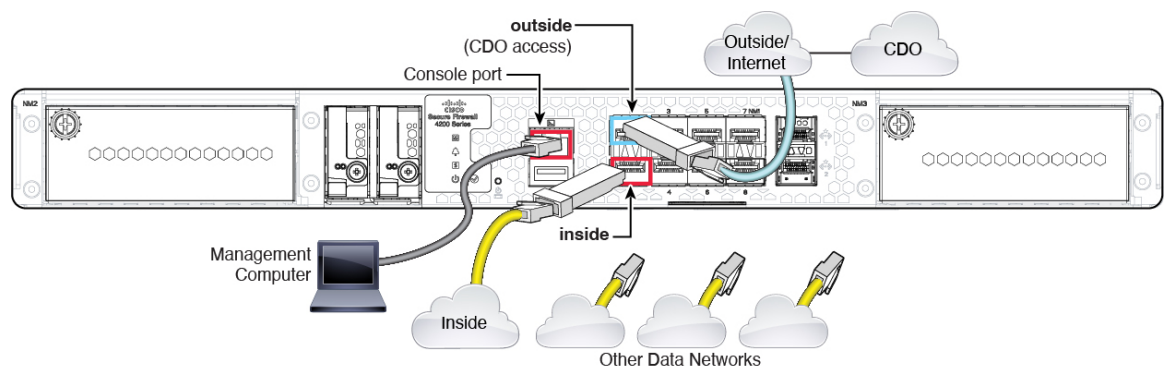 outside
(CDO access)
Console port
Outside/
Internet
CDO
NM2
CISCO
Secure Firewall
4200 Series
3
5
7 NM1
NM3
4
6
8
inside
Management
Computer
Inside
Other Data Networks